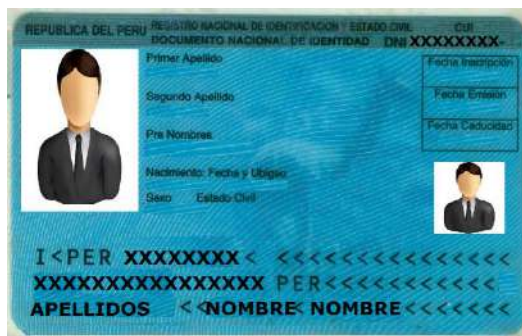 REPUBLICA DEL PERU REGISTRO NACIONAL DE IDENTIFICACION Y ESTADO CIVIL CUI
DOCUMENTO NACIONAL DE IDENTIDAD DNI XXXXXXXX-
Primer Apellido
Fecha Inscripción
Segundo Apellido
Fecha Emisión
Pre Nombres
Fecha Caducidad
Nacimiento: Fecha y Ubigeo
Sexo Estado Civil
I<PER XXXXXXXX< <<<<<<<<<<<<<<<
XXXXXXXXXXXXXXXX PER<<<<<<<<<<<
APELLIDOS <<NOMBRE< NOMBRE<<<<<<<